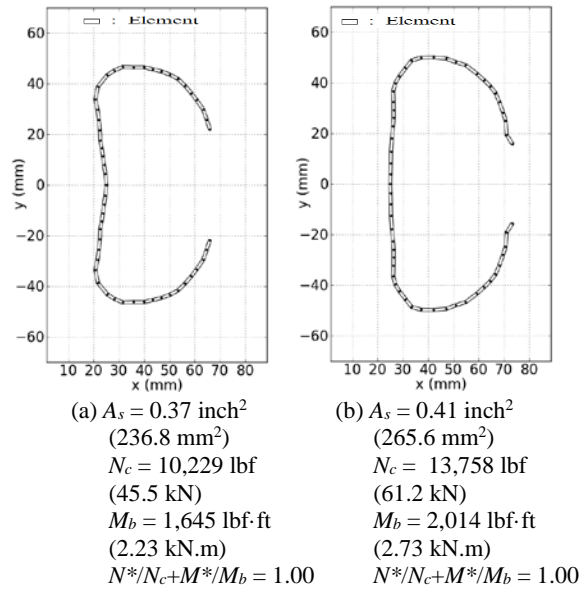 : Element
60
40
20
0
−20
−40
−60
y (mm)
10 20 30 40 50 60 70 80
x (mm)
: Element
60
40
20
0
−20
−40
−60
y (mm)
10 20 30 40 50 60 70 80
x (mm)
(a) As = 0.37 inch²
(236.8 mm²)
Nc = 10,229 lbf
(45.5 kN)
Mb = 1,645 lbf·ft
(2.23 kN.m)
N*/Nc+M*/Mb = 1.00
(b) As = 0.41 inch²
(265.6 mm²)
Nc = 13,758 lbf
(61.2 kN)
Mb = 2,014 lbf·ft
(2.73 kN.m)
N*/Nc+M*/Mb = 1.00